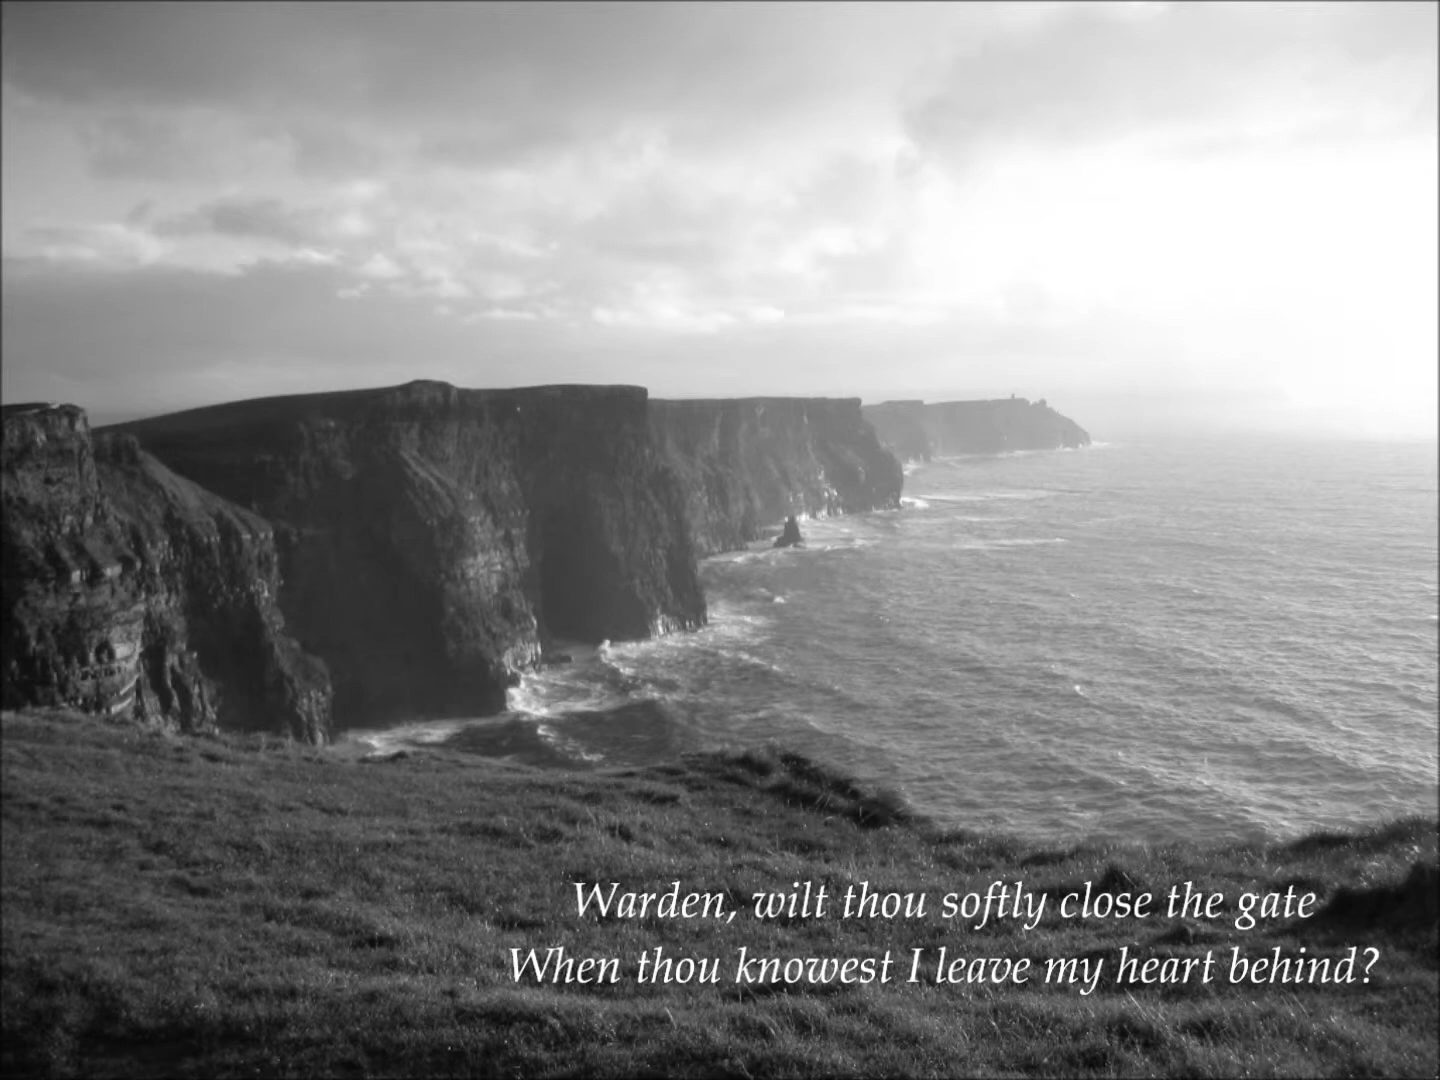 Warden, wilt thou softly close the gate
When thou knowest I leave my heart behind?